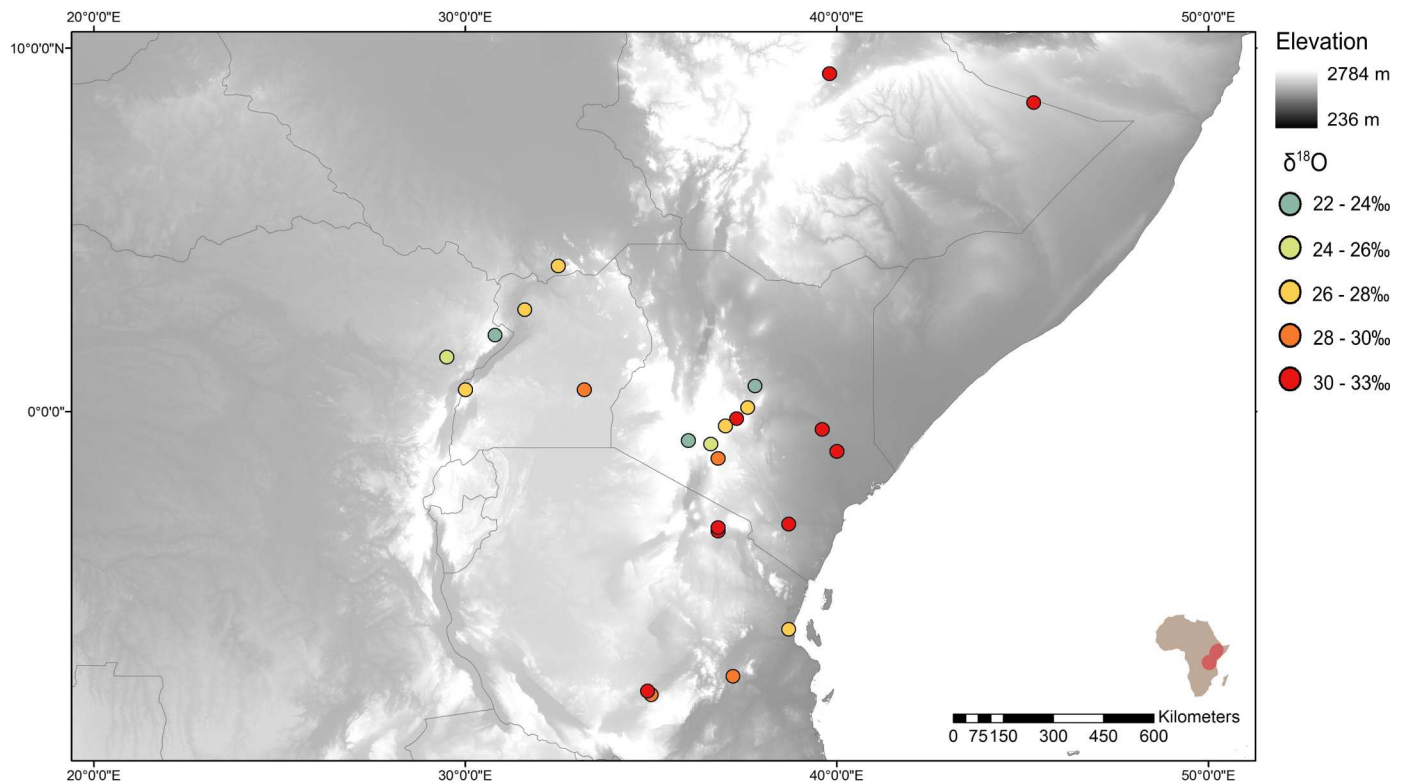 20°0'0"E 30°0'0"E 40°0'0"E 50°0'0"E
10°0'0"N
0°0'0"
Elevation
2784 m
236 m
δ18O
22 - 24‰
24 - 26‰
26 - 28‰
28 - 30‰
30 - 33‰
Kilometers
0 75 150 300 450 600
20°0'0"E 30°0'0"E 40°0'0"E 50°0'0"E